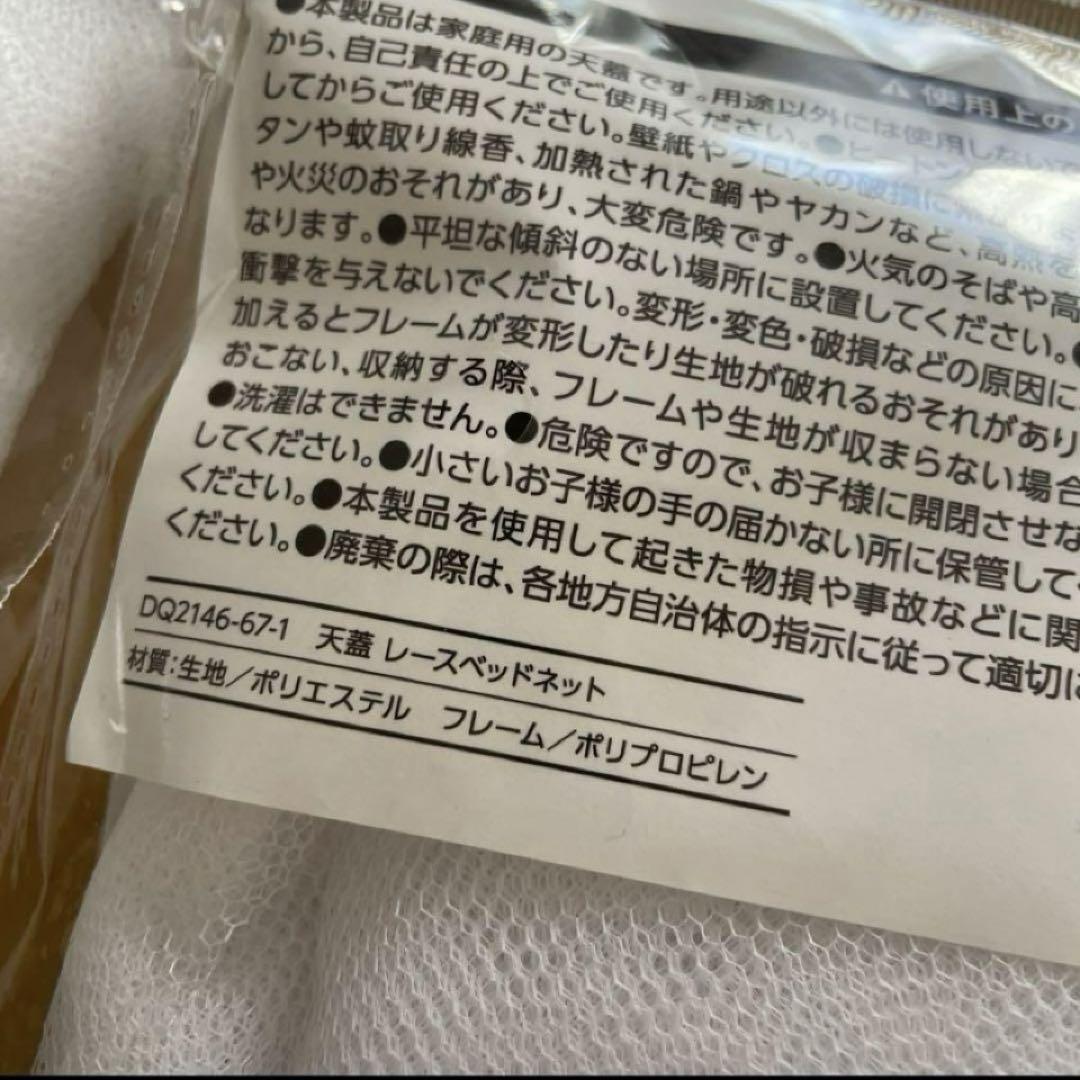 ⚠使用上の
●本製品は家庭用の天蓋です。用途以外には使用しないで
から、自己責任の上でご使用ください。●ピー
してからご使用ください。壁紙やクロスの破損に
タンや蚊取り線香、加熱された鍋やヤカンなど、高熱を
や火災のおそれがあり、大変危険です。●火気のそばや高
なります。●平坦な傾斜のない場所に設置してください。●
衝撃を与えないでください。変形・変色・破損などの原因に
加えるとフレームが変形したり生地が破れるおそれがあり
おこない、収納する際、フレームや生地が収まらない場合
●洗濯はできません。●危険ですので、お子様に開閉させな
してください。●小さいお子様の手の届かない所に保管して
ください。●本製品を使用して起きた物損や事故などに関
ください。●廃棄の際は、各地方自治体の指示に従って適切に
DQ2146-67-1 天蓋 レースベッドネット
材質:生地/ポリエステル フレーム/ポリプロピレン